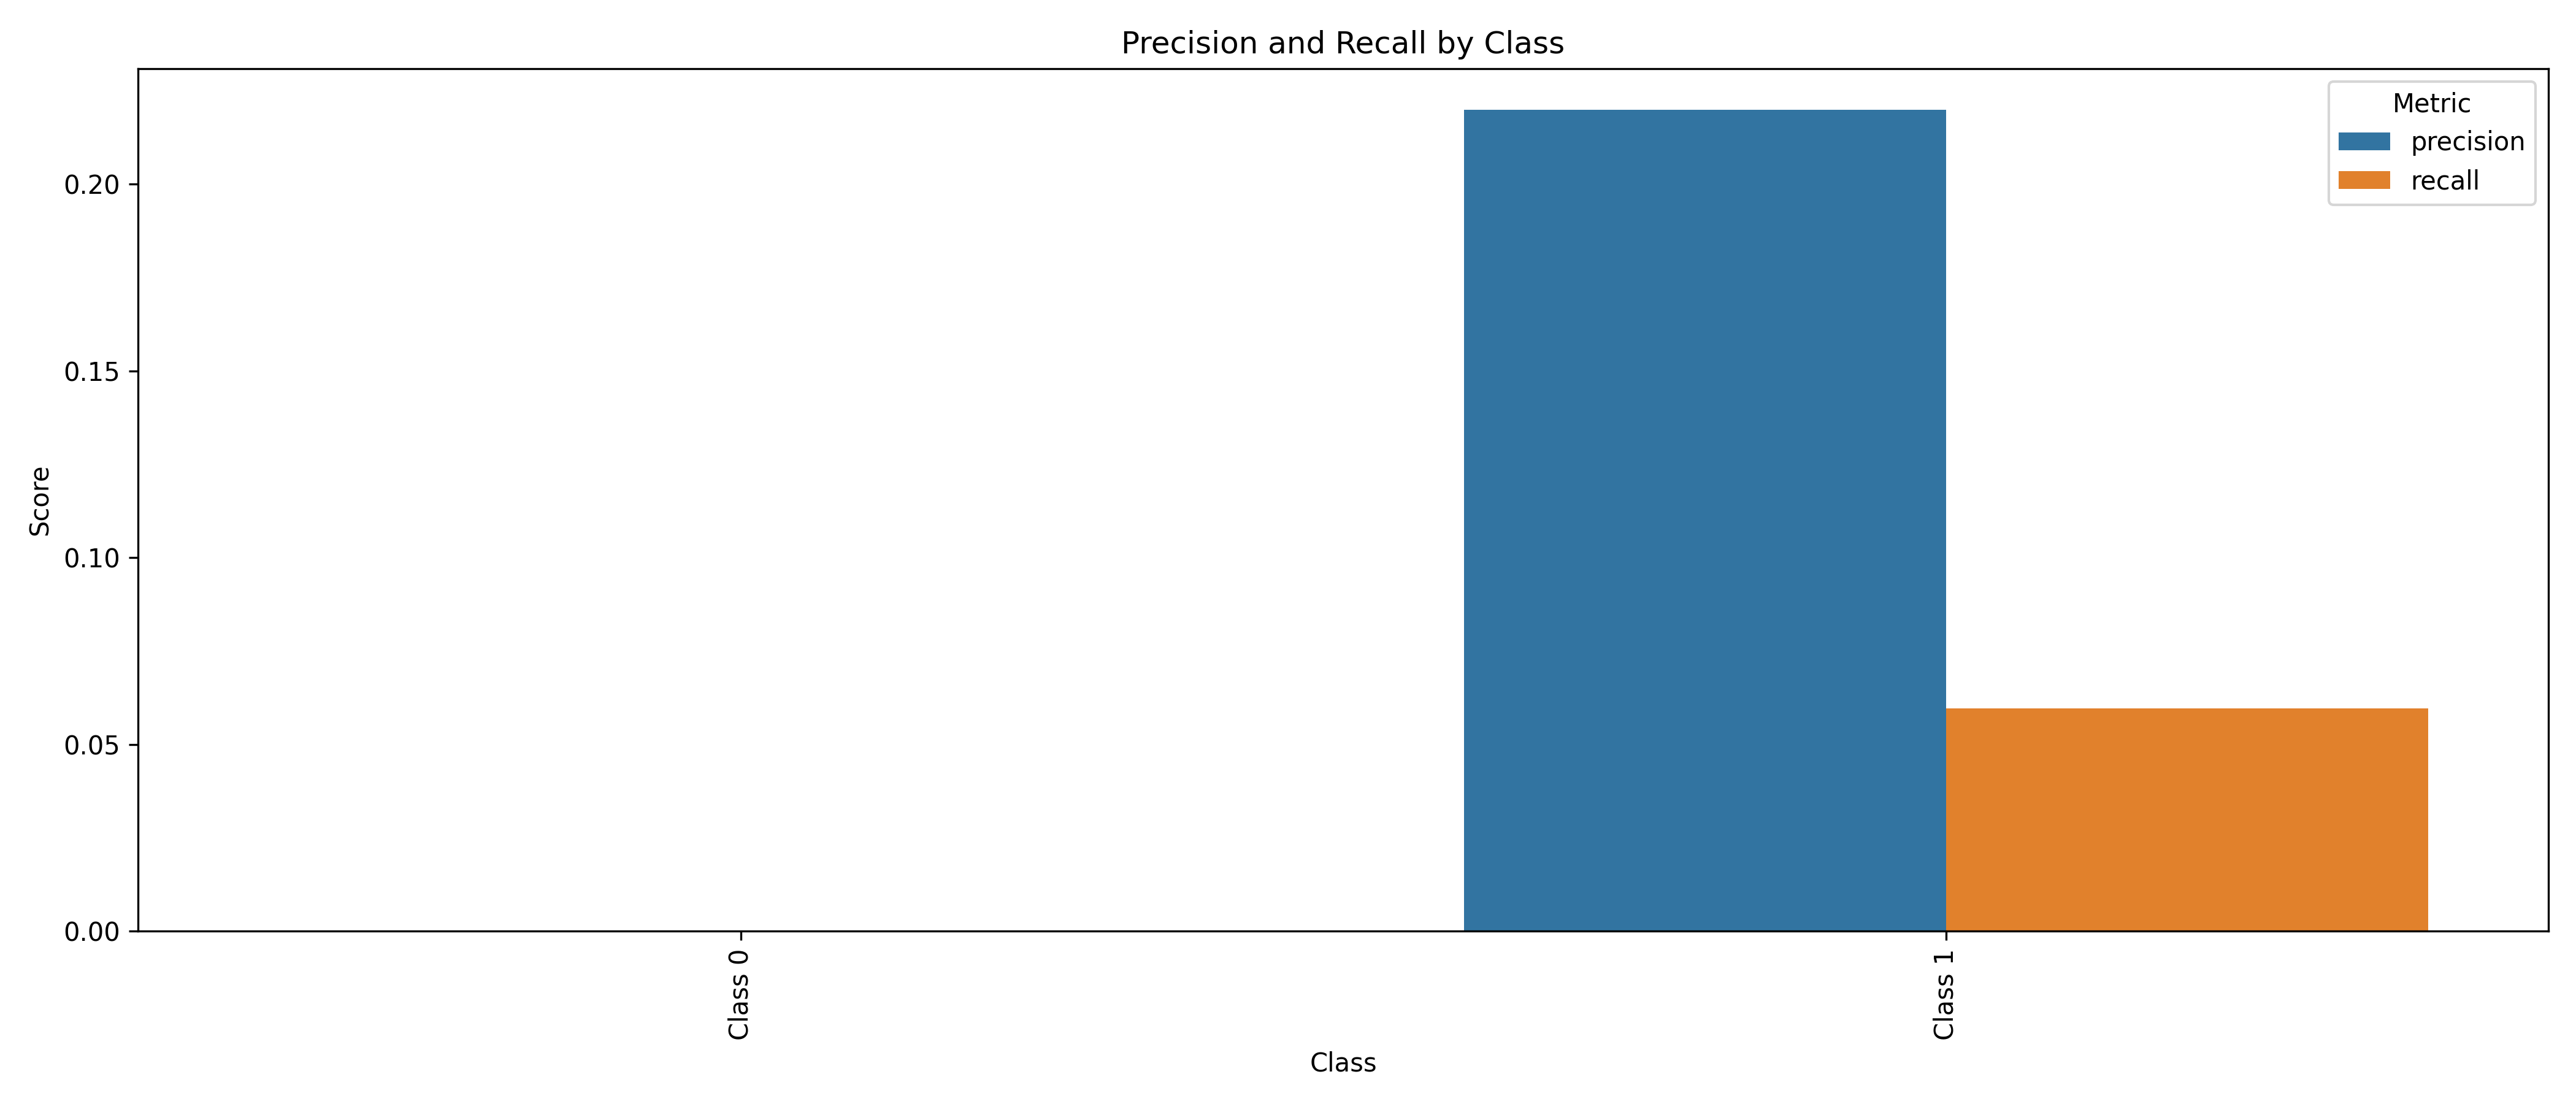 Precision and Recall by Class
Metric
precision
recall
Score
0.20
0.15
0.10
0.05
0.00
Class 0
Class 1
Class